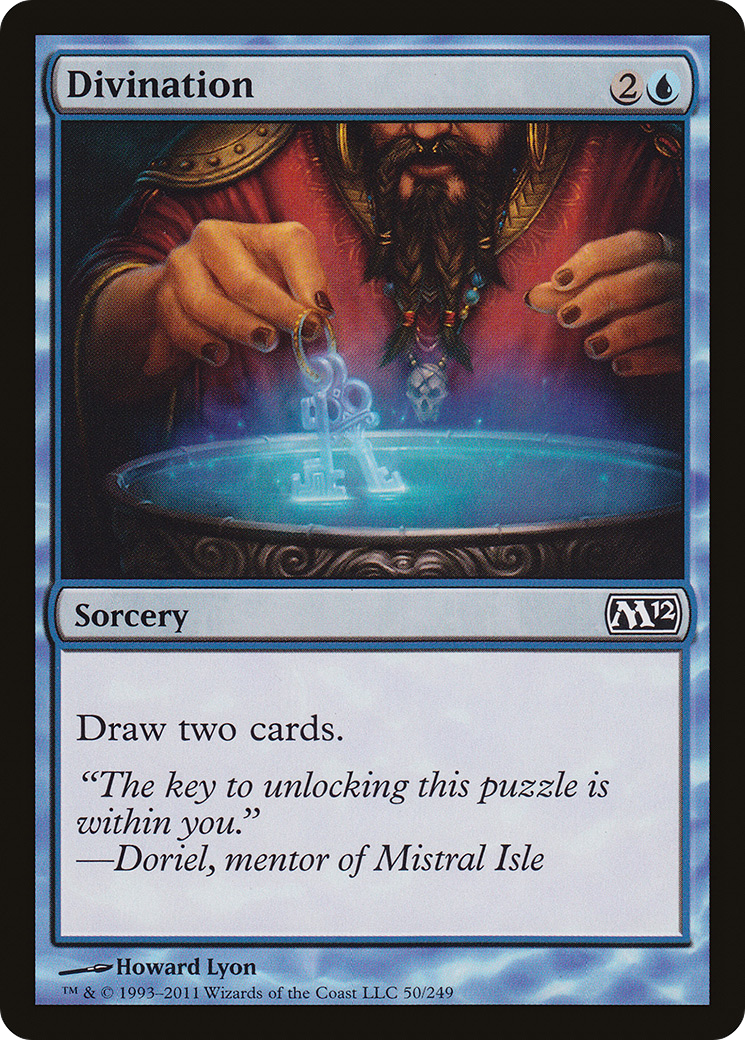 Divination 2
Sorcery M12
Draw two cards.
“The key to unlocking this puzzle is
within you.”
—Doriel, mentor of Mistral Isle
Howard Lyon
™ & © 1993–2011 Wizards of the Coast LLC 50/249